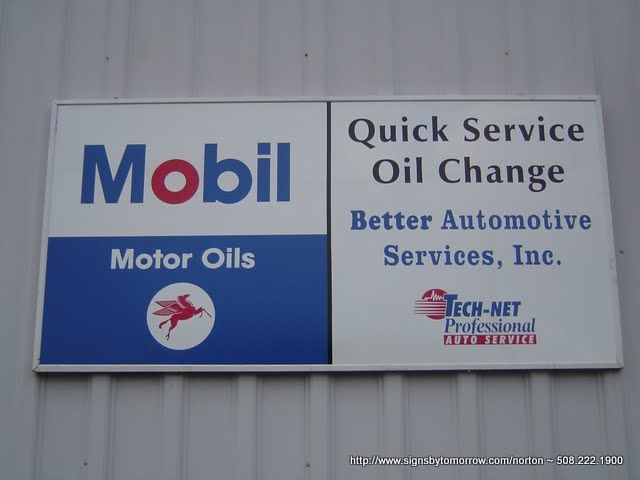 Mobil
Motor Oils
Quick Service
Oil Change
Better Automotive
Services, Inc.
TECH-NET
Professional
AUTO SERVICE
http://www.signsbytomorrow.com/norton ~ 508.222.1900